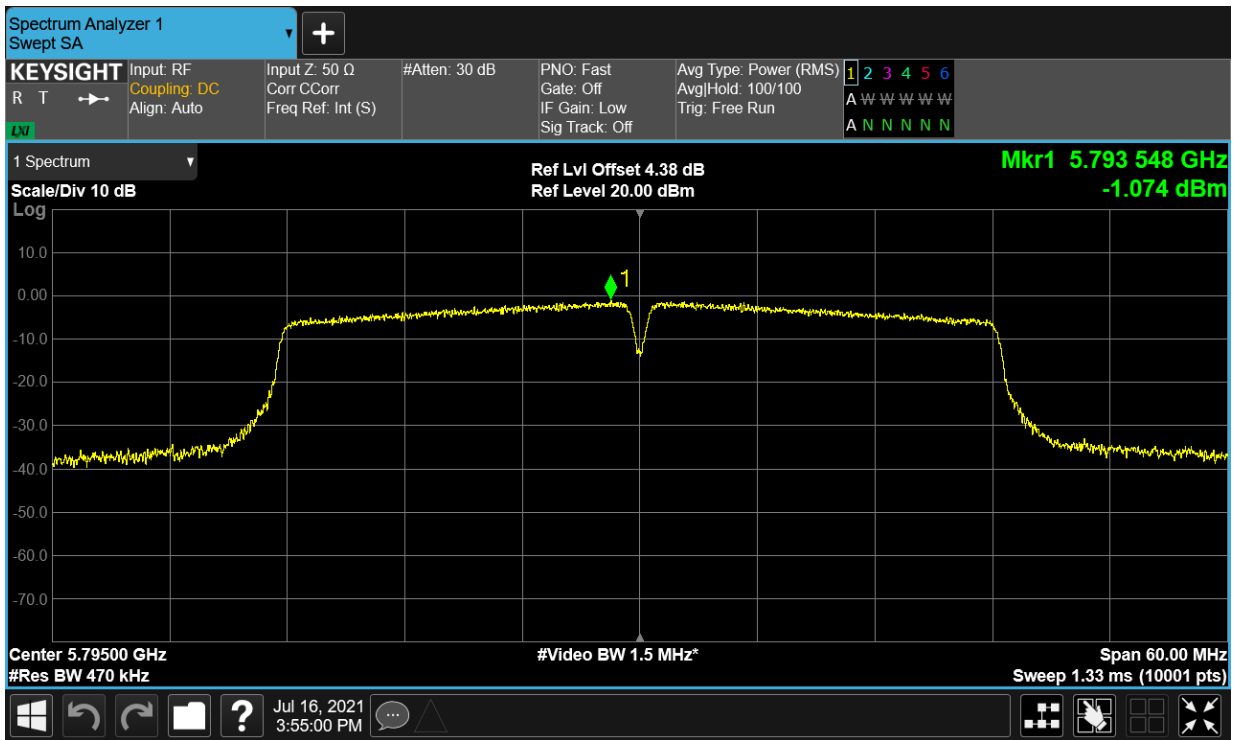 Spectrum Analyzer 1
Swept SA
KEYSIGHT
R T
LXI
Input: RF
Coupling: DC
Align: Auto
Input Z: 50 Ω
Corr CCorr
Freq Ref: Int (S)
#Atten: 30 dB
PNO: Fast
Gate: Off
IF Gain: Low
Sig Track: Off
Avg Type: Power (RMS)
Avg|Hold: 100/100
Trig: Free Run
1 2 3 4 5 6
A W W W W W
A N N N N N
1 Spectrum
Scale/Div 10 dB
Log
Ref Lvl Offset 4.38 dB
Ref Level 20.00 dBm
Mkr1 5.793 548 GHz
-1.074 dBm
10.0
0.00
-10.0
-20.0
-30.0
-40.0
-50.0
-60.0
-70.0
1
Center 5.79500 GHz
#Res BW 470 kHz
#Video BW 1.5 MHz*
Span 60.00 MHz
Sweep 1.33 ms (10001 pts)
?
Jul 16, 2021
3:55:00 PM